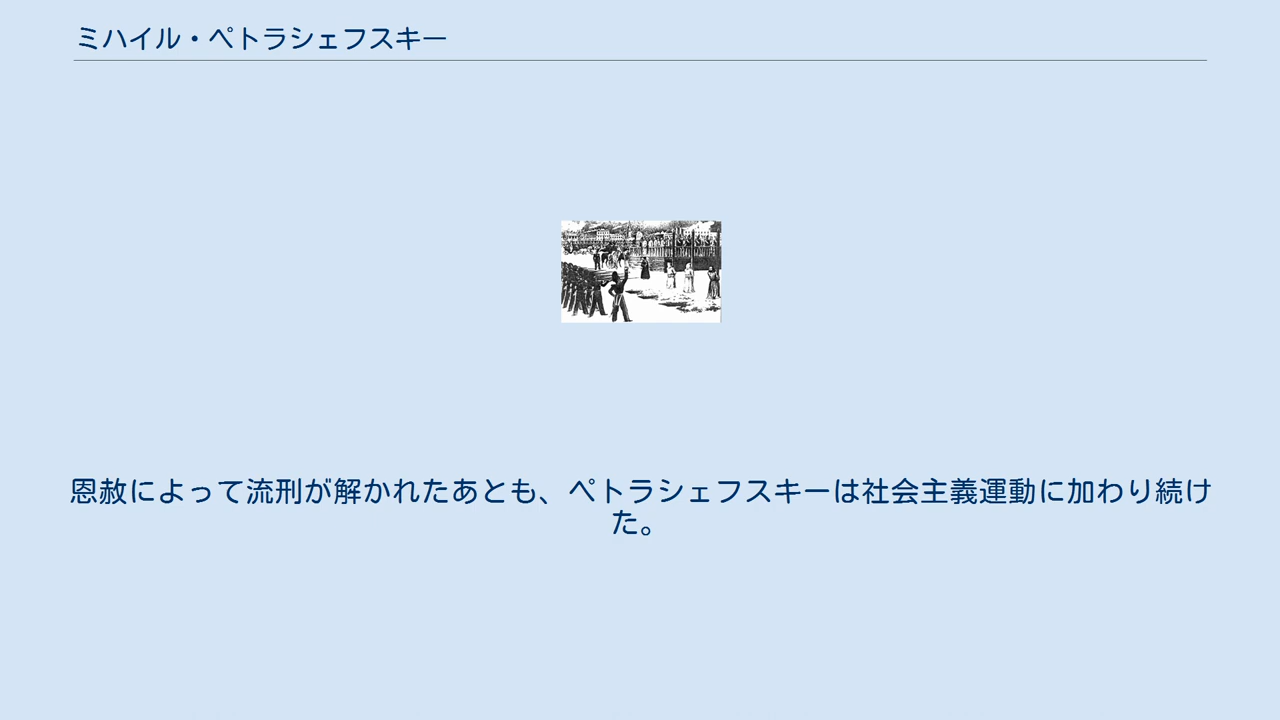 ミハイル・ペトラシェフスキー
恩赦によって流刑が解かれたあとも、ペトラシェフスキーは社会主義運動に加わり続け
た。